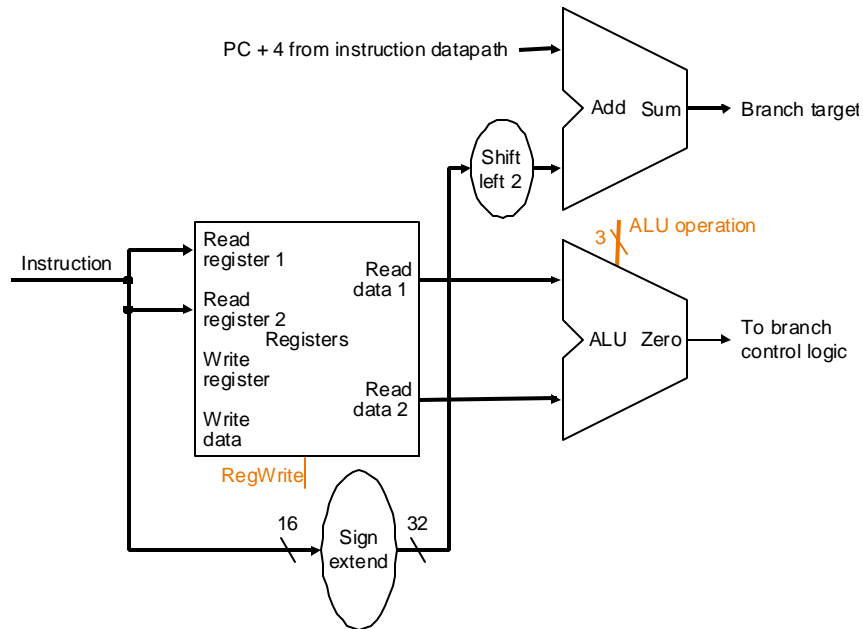 PC + 4 from instruction datapath
Add Sum
Branch target
Shift
left 2
3
ALU operation
Instruction
Read
register 1
Read
data 1
Read
register 2
Registers
Write
register
Read
data 2
Write
data
ALU Zero
To branch
control logic
RegWrite
16
Sign
extend
32